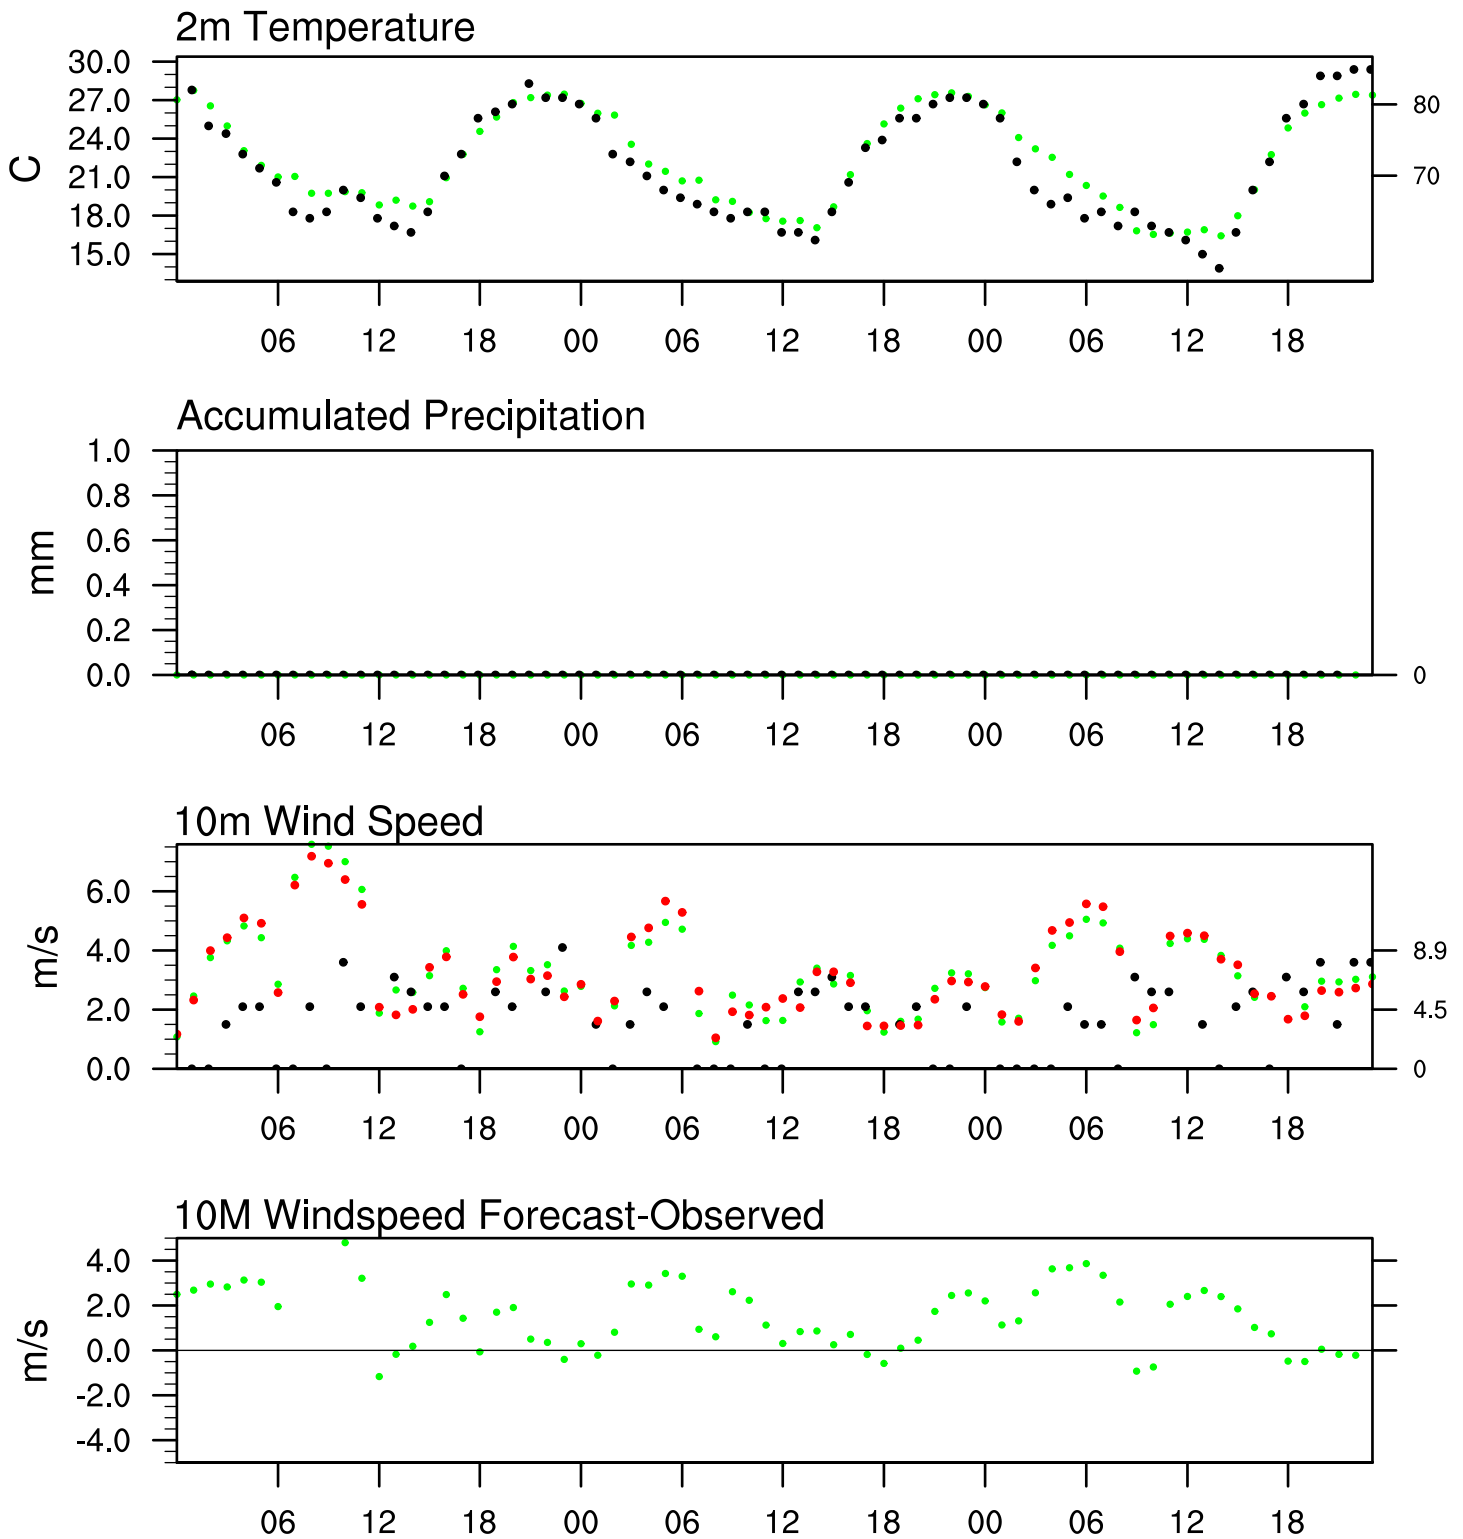 2m Temperature
30.0
27.0
24.0
21.0
18.0
15.0
C
80
70
06 12 18 00 06 12 18 00 06 12 18
Accumulated Precipitation
1.0
0.8
0.6
0.4
0.2
0.0
mm
0
06 12 18 00 06 12 18 00 06 12 18
10m Wind Speed
6.0
4.0
2.0
0.0
m/s
8.9
4.5
0
06 12 18 00 06 12 18 00 06 12 18
10M Windspeed Forecast-Observed
4.0
2.0
0.0
-2.0
-4.0
m/s
06 12 18 00 06 12 18 00 06 12 18